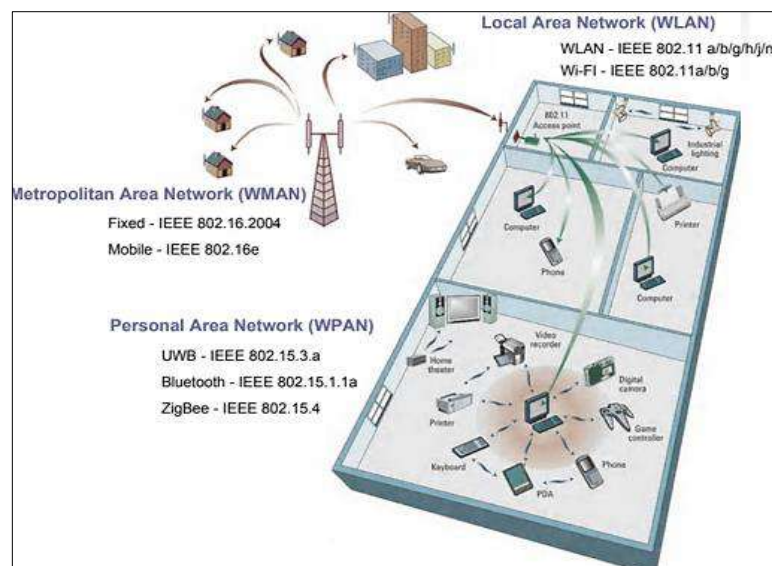 Local Area Network (WLAN)
WLAN - IEEE 802.11 a/b/g/h/j/n
Wi-FI - IEEE 802.11a/b/g
802.11
Access point
Industrial
lighting
Computer
Metropolitan Area Network (WMAN)
Fixed - IEEE 802.16.2004
Mobile - IEEE 802.16e
Computer
Printer
Phone
Computer
Personal Area Network (WPAN)
UWB - IEEE 802.15.3.a
Bluetooth - IEEE 802.15.1.1a
ZigBee - IEEE 802.15.4
Home
theater
Video
recorder
Digital
camera
Printer
Game
controller
Keyboard
Phone
PDA